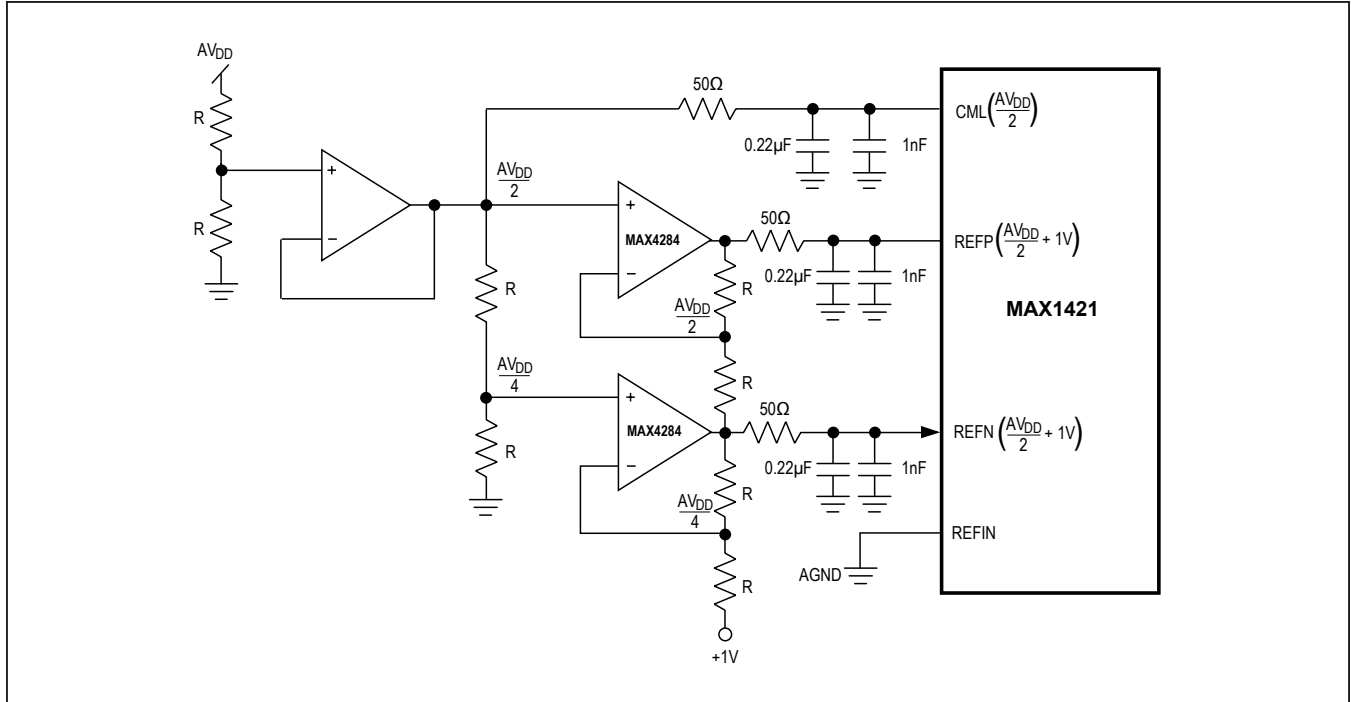 AVDD
R
R
+
−
AVDD
2
50Ω
0.22µF
1nF
CML(AVDD/2)
+
−
MAX4284
50Ω
0.22µF
1nF
REFP(AVDD/2 + 1V)
R
R
AVDD
2
MAX1421
AVDD
4
R
+
−
MAX4284
R
50Ω
0.22µF
1nF
REFN(AVDD/2 + 1V)
R
AVDD
4
REFIN
R
AGND
+1V